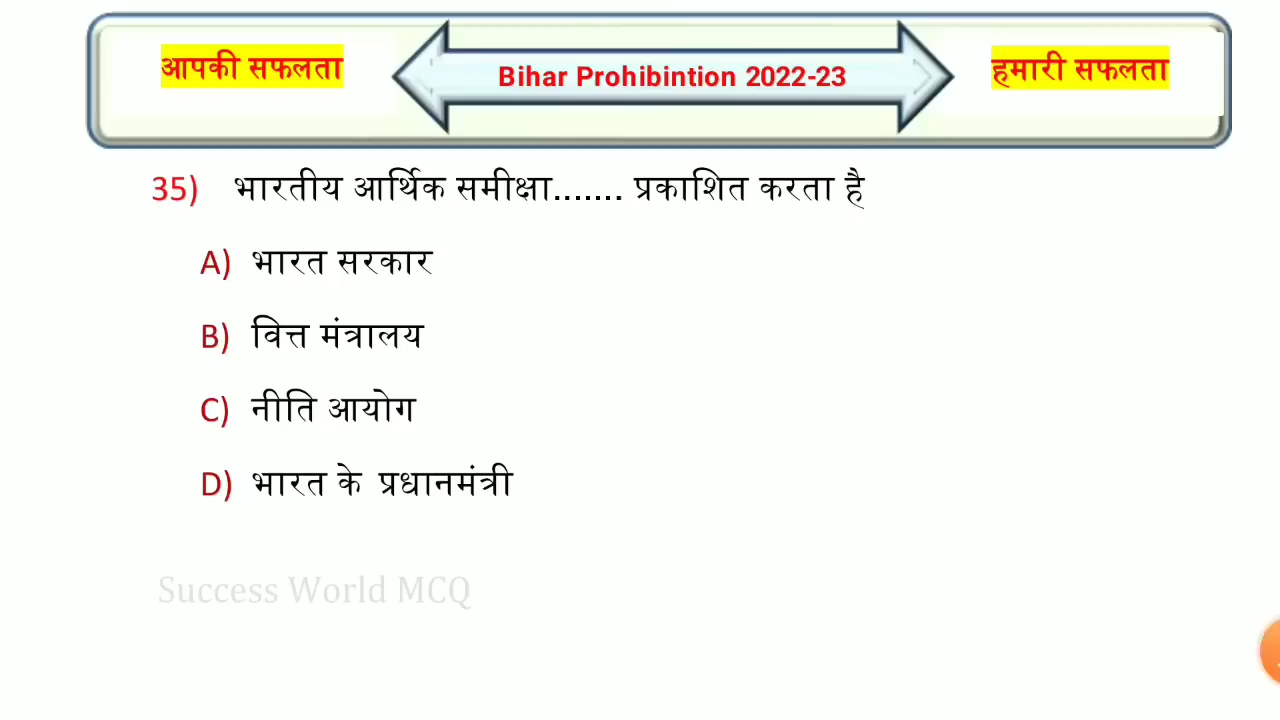 आपकी सफलता
Bihar Prohibintion 2022-23
हमारी सफलता
35) भारतीय आर्थिक समीक्षा....... प्रकाशित करता है
A) भारत सरकार
B) वित्त मंत्रालय
C) नीति आयोग
D) भारत के प्रधानमंत्री
Success World MCQ